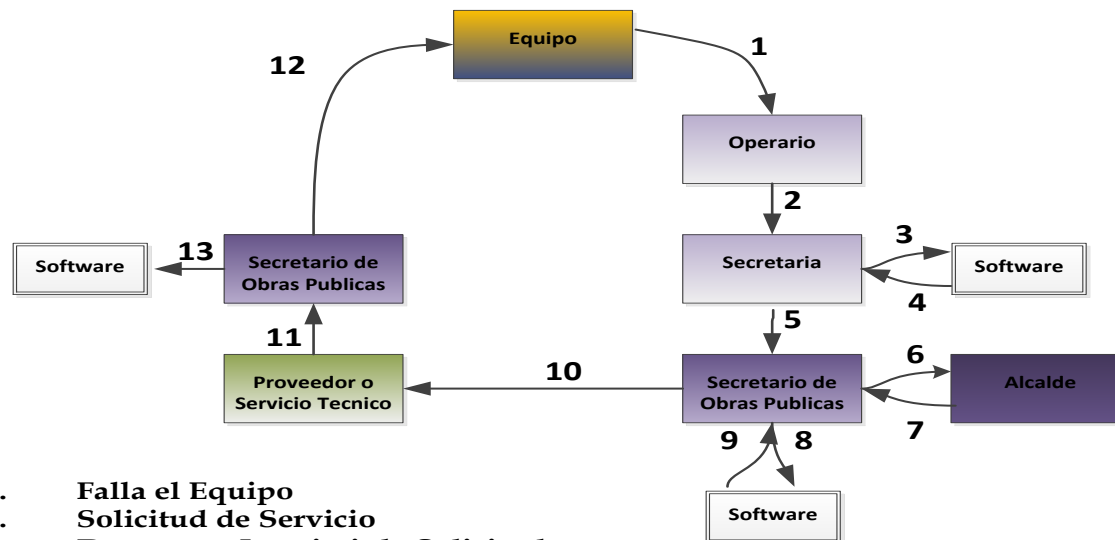 Equipo
1
12
Operario
2
Secretaria
3
Software
4
13
Software
Secretario de
Obras Publicas
5
11
6
Proveedor o
Servicio Tecnico
10
Secretario de
Obras Publicas
Alcalde
7
9
8
Software
. Falla el Equipo
. Solicitud de Servicio